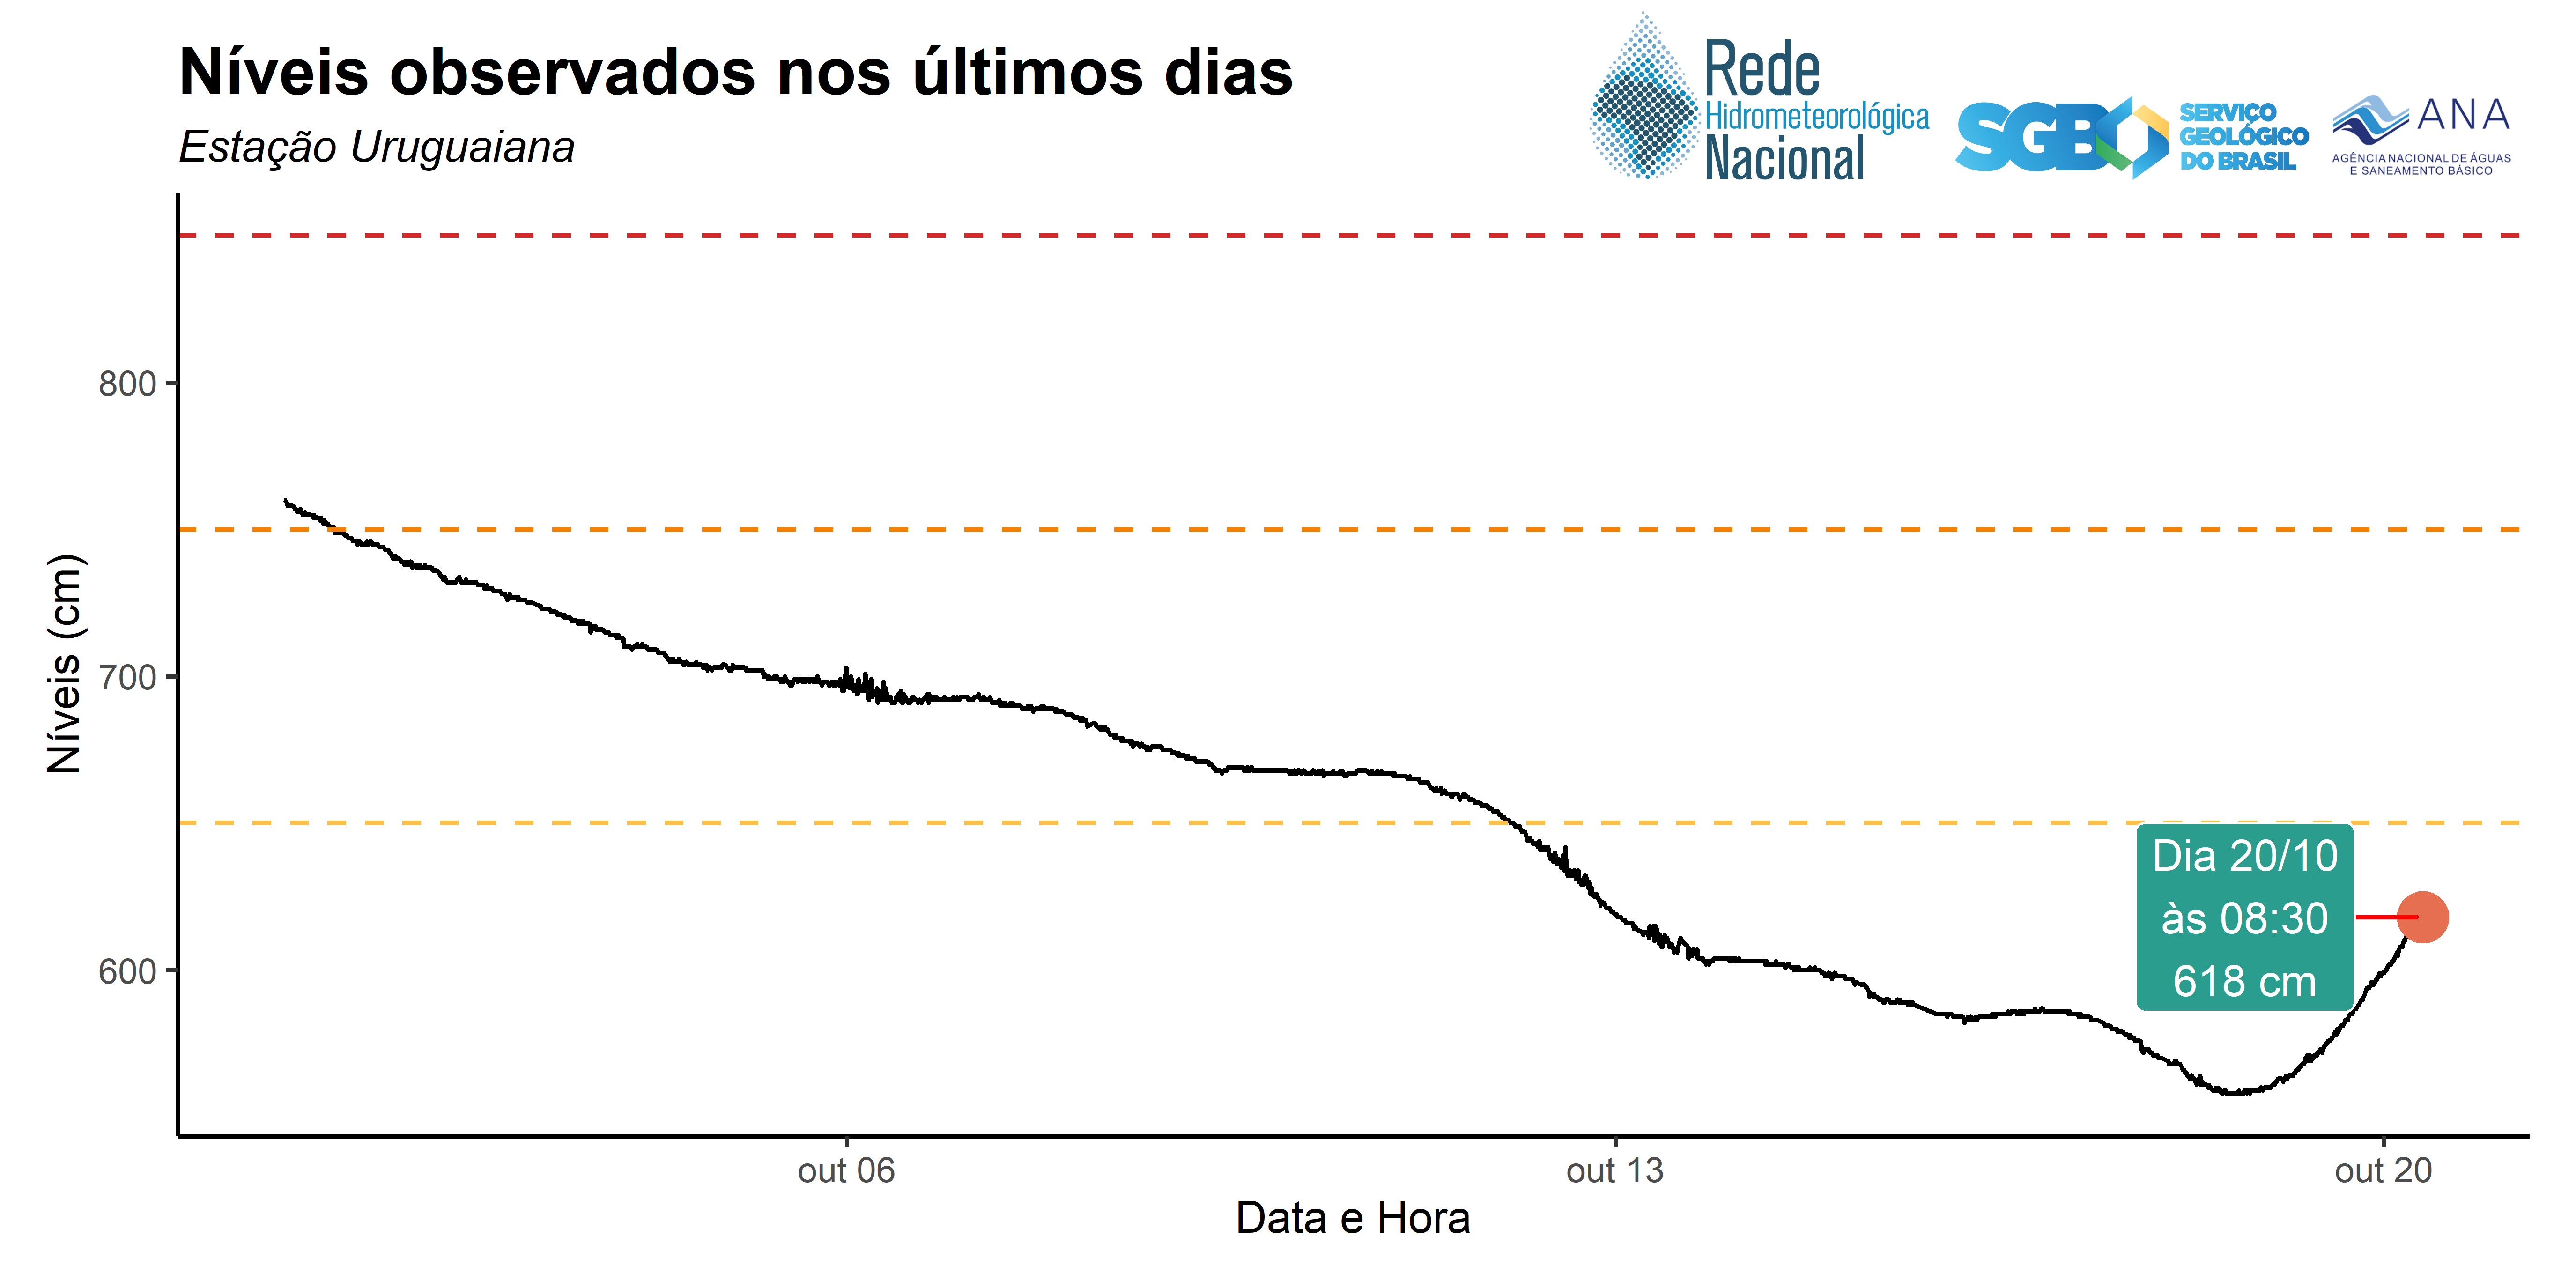 Níveis observados nos últimos dias
Estação Uruguaiana
Rede
Hidrometeorológica
Nacional
SGB
SERVIÇO
GEOLÓGICO
DO BRASIL
ANA
AGÊNCIA NACIONAL DE ÁGUAS
E SANEAMENTO BÁSICO
Níveis (cm)
800
700
600
Dia 20/10
às 08:30
618 cm
out 06
out 13
out 20
Data e Hora